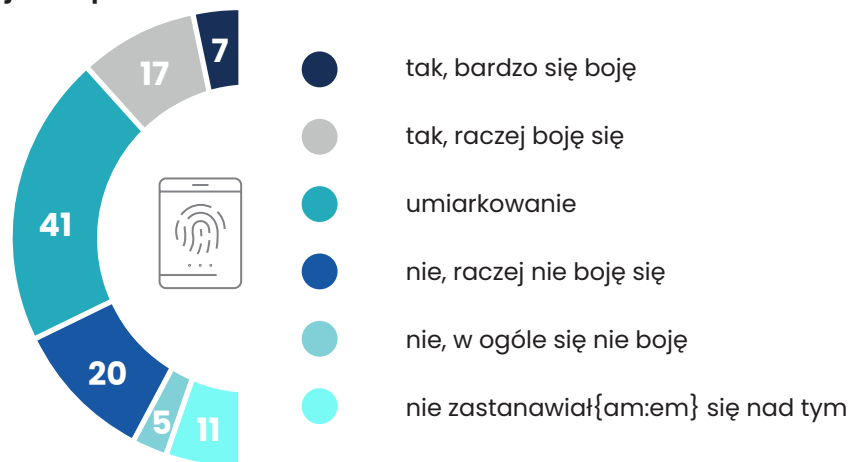 7
17
41
20
5
11
tak, bardzo się boję
tak, raczej boję się
umiarkowanie
nie, raczej nie boję się
nie, w ogóle się nie boję
nie zastanawiał{am:em} się nad tym